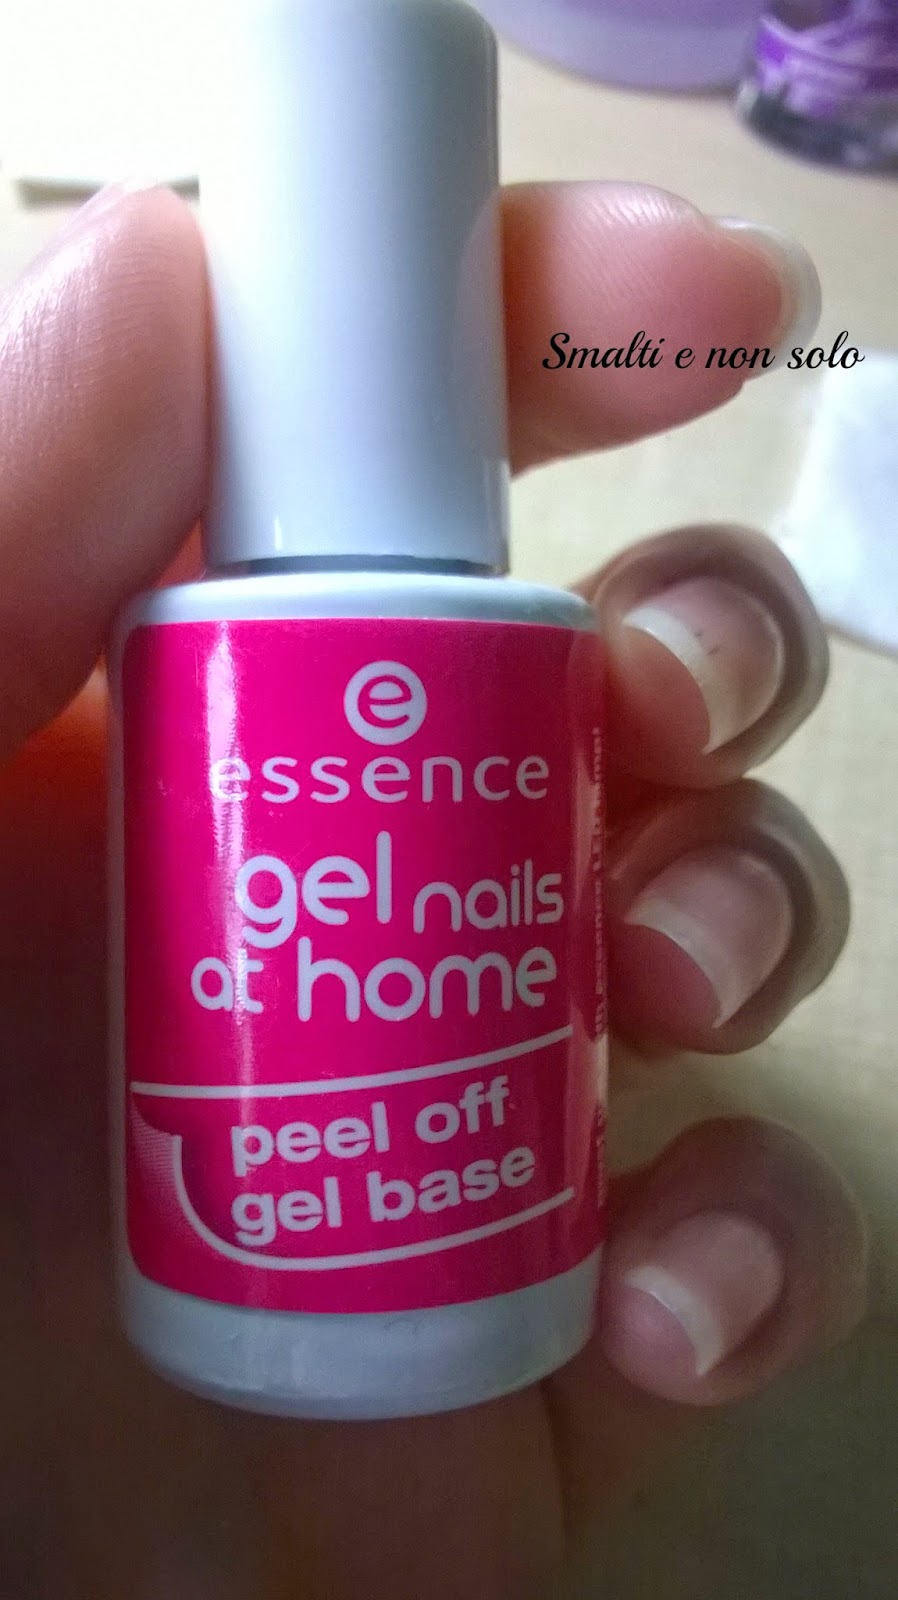 Smalti e non solo
e
essence
gel nails
at home
peel off
gel base